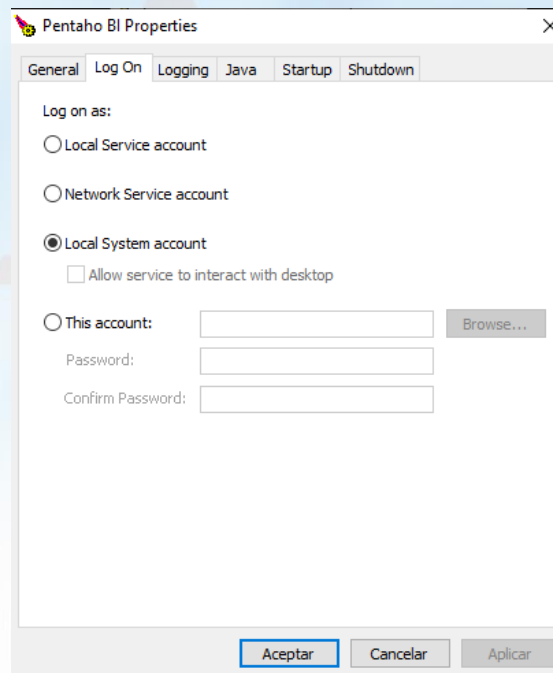 Pentaho BI Properties
General Log On Logging Java Startup Shutdown
Log on as:
Local Service account
Network Service account
Local System account
Allow service to interact with desktop
This account: Browse...
Password:
Confirm Password:
Aceptar Cancelar Aplicar